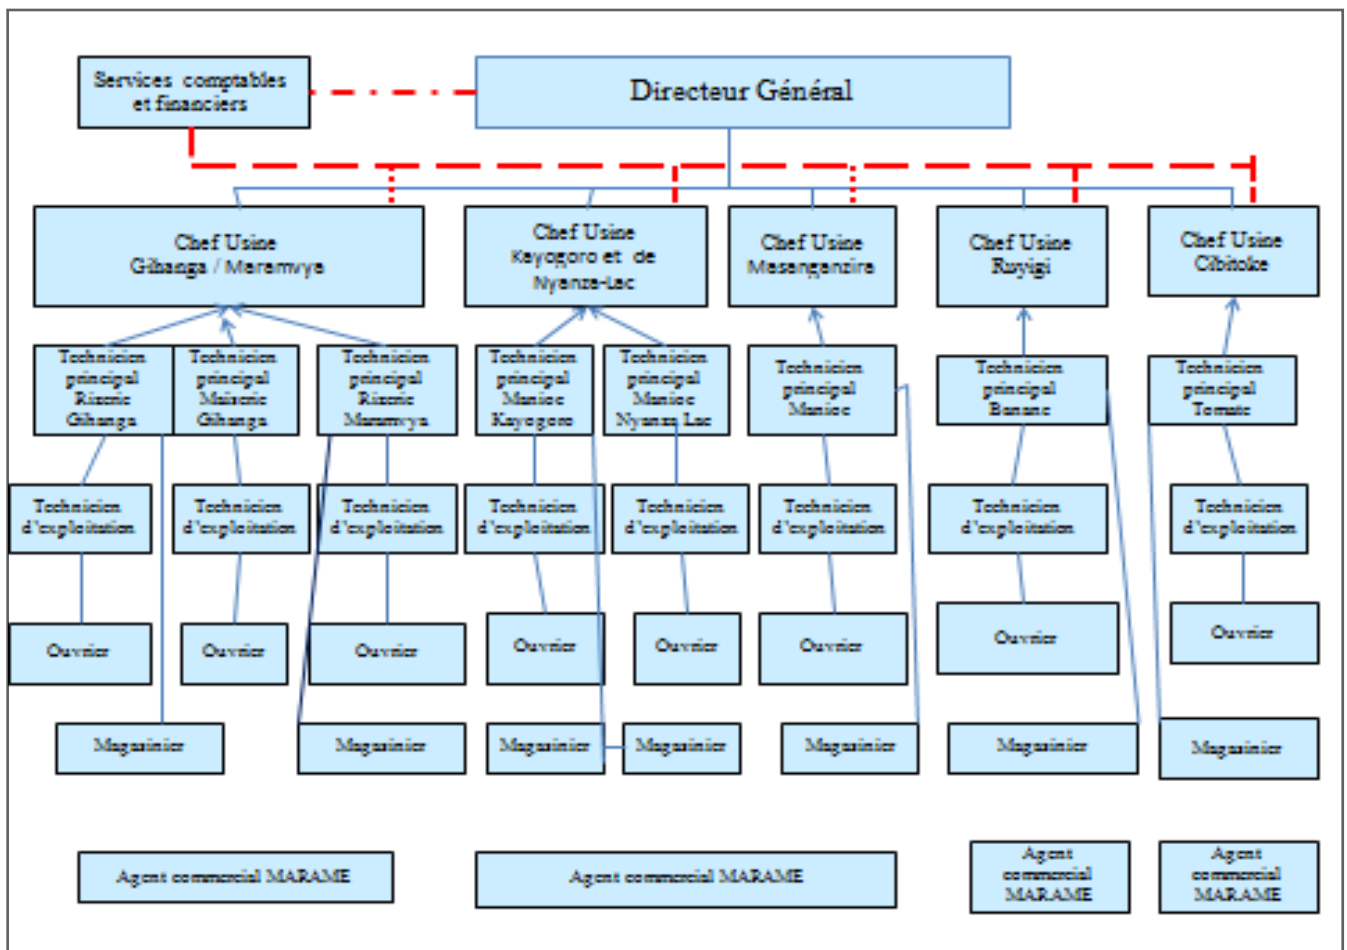 Services comptables
et financiers
Directeur Général
Chef Usine
Gihanga / Maramvya
Chef Usine
Kayogoro et de
Nyanza-Lac
Chef Usine
Masanganzira
Chef Usine
Ruyigi
Chef Usine
Cibitoke
Technicien
principal
Rizerie
Gihanga
Technicien
principal
Maiserie
Gihanga
Technicien
principal
Rizerie
Maramvya
Technicien
principal
Manioc
Kayogoro
Technicien
principal
Manioc
Nyanza Lac
Technicien
principal
Manioc
Technicien
principal
Banane
Technicien
principal
Tomate
Technicien
d'exploitation
Technicien
d'exploitation
Technicien
d'exploitation
Technicien
d'exploitation
Technicien
d'exploitation
Technicien
d'exploitation
Technicien
d'exploitation
Technicien
d'exploitation
Ouvrier
Ouvrier
Ouvrier
Ouvrier
Ouvrier
Ouvrier
Ouvrier
Ouvrier
Magasinier
Magasinier
Magasinier
Magasinier
Magasinier
Magasinier
Magasinier
Agent commercial MARAME
Agent commercial MARAME
Agent
commercial
MARAME
Agent
commercial
MARAME